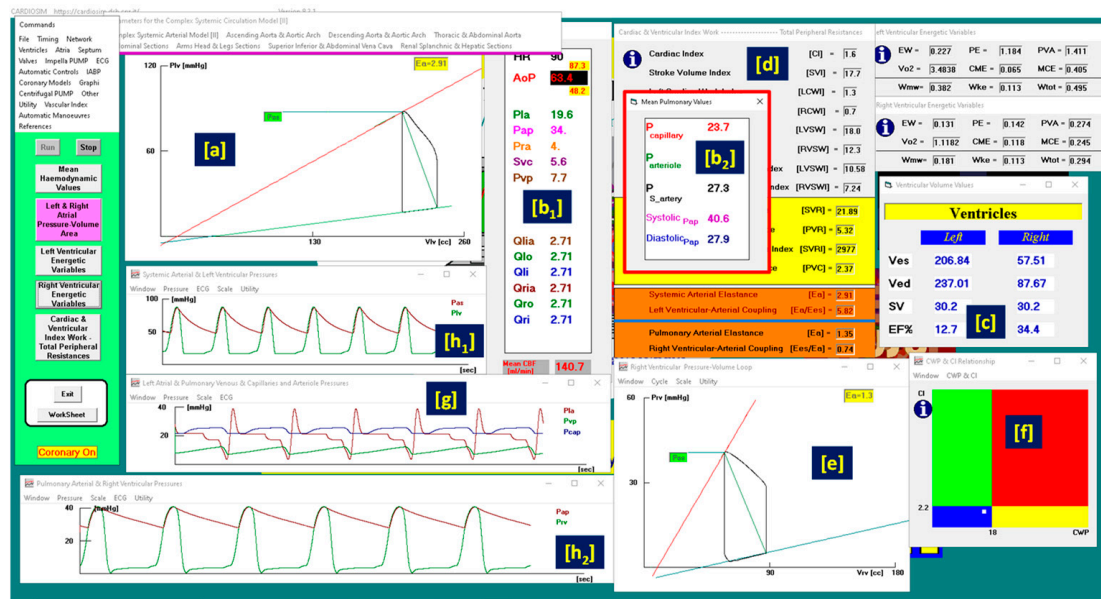 CARDIOSIM https://cardiosim.dsb.cnr.it/ Version 8.2.1
Commands
File Timing Network
Ventricles Atria Septum
Valves Impella PUMP ECG
Automatic Controls IABP
Coronary Models Graphi
Centrifugal PUMP Other
Utility Vascular Index
Automatic Manoeuvres
References
Run Stop
Mean
Haemodynamic
Values
Left & Right
Atrial
Pressure-Volume
Area
Left Ventricular
Energetic
Variables
Right Ventricular
Energetic
Variables
Cardiac &
Ventricular
Index Work -
Total Peripheral
Resistances
Exit
WorkSheet
Coronary On
rameters for the Complex Systemic Circulation Model [II]
mplex Systemic Arterial Model [II] Ascending Aorta & Aortic Arch Descending Aorta & Aortic Arch Thoracic & Abdominal Aorta
dominal Sections Arms Head & Legs Sections Superior Inferior & Abdominal Vena Cava Renal Splanchnic & Hepatic Sections
120 Plv [mmHg] Ea=2.91
Pes
60
[a]
130 Vlv [cc] 260
HR 90
87.3
AoP 63.4
48.2
Pla 19.6
Pap 34.
Pra 4.
Svc 5.6
Pvp 7.7
[b1]
Qlia 2.71
Qlo 2.71
Qli 2.71
Qria 2.71
Qro 2.71
Qri 2.71
Mean CBF
[ml/min] 140.7
Systemic Arterial & Left Ventricular Pressures
Window Pressure ECG Scale Utility
100 [mmHg]
50
Pas
Plv
[h1]
[sec]
Left Atrial & Pulmonary Venous & Capillaries and Arteriole Pressures
Window Pressure ECG
40 [mmHg]
20
[g]
Pla
Pvp
Pcap
[sec]
Pulmonary Arterial & Right Ventricular Pressures
Window Pressure Scale ECG Utility
40 [mmHg]
20
Pap
Prv
[h2]
[sec]
Cardiac & Ventricular Index Work Total Peripheral Resistances
Cardiac Index [CI] = 1.6
[d]
Stroke Volume Index [SVI] = 17.7
[LCWI] = 1.3
[RCWI] = 0.7
[LVSW] = 18.0
[RVSW] = 12.3
ndex [LVSWI] = 10.58
ndex [RVSWI] = 7.24
[SVR] = 21.89
[PVR] = 5.32
Index [SVRI] = 2977
[PVC] = 2.37
Systemic Arterial Elastance [Ea] = 2.91
Left Ventricular-Arterial Coupling [Ea/Ees] = 5.82
Pulmonary Arterial Elastance [Ea] = 1.35
Right Ventricular-Arterial Coupling [Ees/Ea] = 0.74
Mean Pulmonary Values
P capillary 23.7
P arteriole
[b2]
P S_artery 27.3
Systolic Pap 40.6
Diastolic Pap 27.9
Left Ventricular Energetic Variables
EW = 0.227 PE = 1.184 PVA = 1.411
Vo2 = 3.4838 CME = 0.065 MCE = 0.405
Wmw= 0.382 Wke = 0.113 Wtot = 0.495
Right Ventricular Energetic Variables
EW = 0.131 PE = 0.142 PVA = 0.274
Vo2 = 1.1182 CME = 0.118 MCE = 0.245
Wmw= 0.181 Wke = 0.113 Wtot = 0.294
Ventricular Volume Values
Ventricles
Left Right
Ves 206.84 57.51
Ved 237.01 87.67
SV 30.2 30.2
EF% 12.7 34.4
[c]
Right Ventricular Pressure-Volume Loop
Window Cycle Scale Utility
60 Prv [mmHg] Ea=1.3
Pes
30
[e]
90 Vrv [cc] 180
CWP & CI Relationship
Window CWP & CI
CI
[f]
2.2
18 CWP